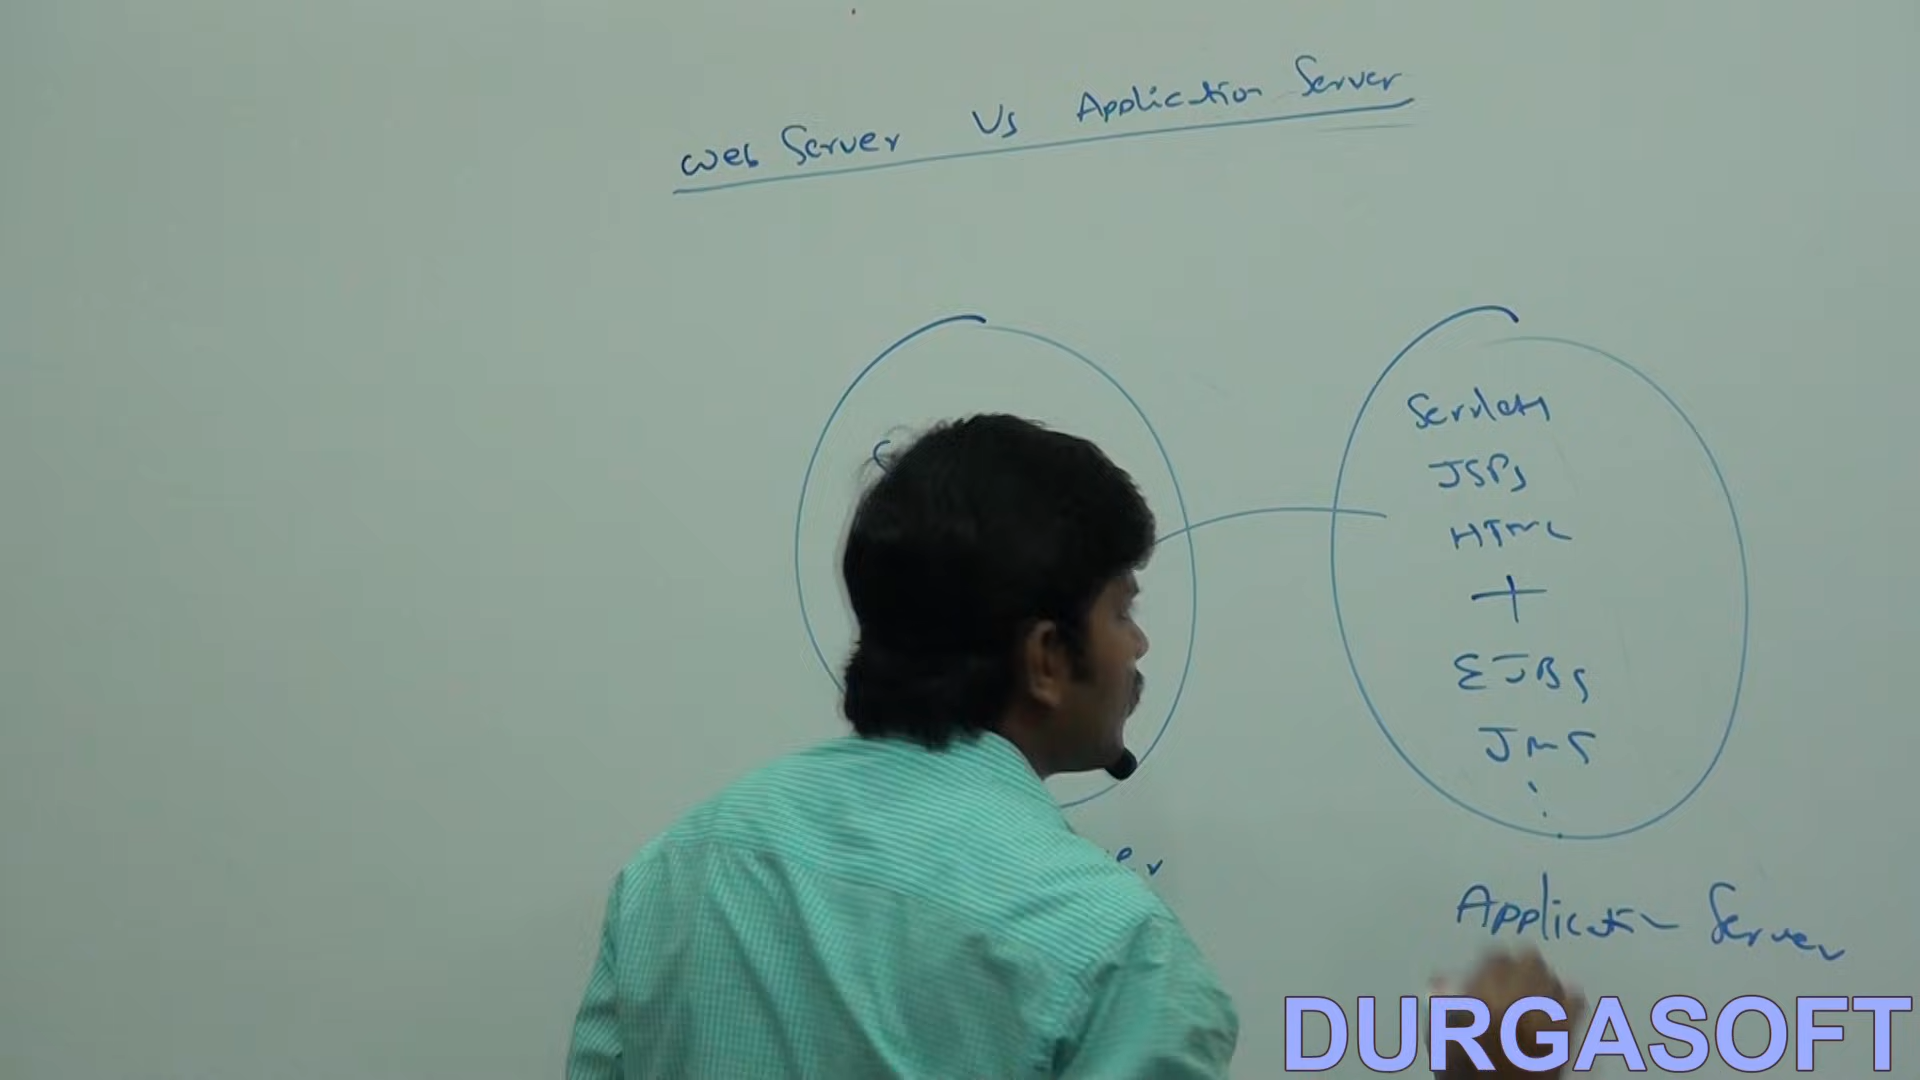 Web Server Vs Application Server
Servlets
JSPs
HTML
+
EJBs
JMS
Application Server
DURGASOFT